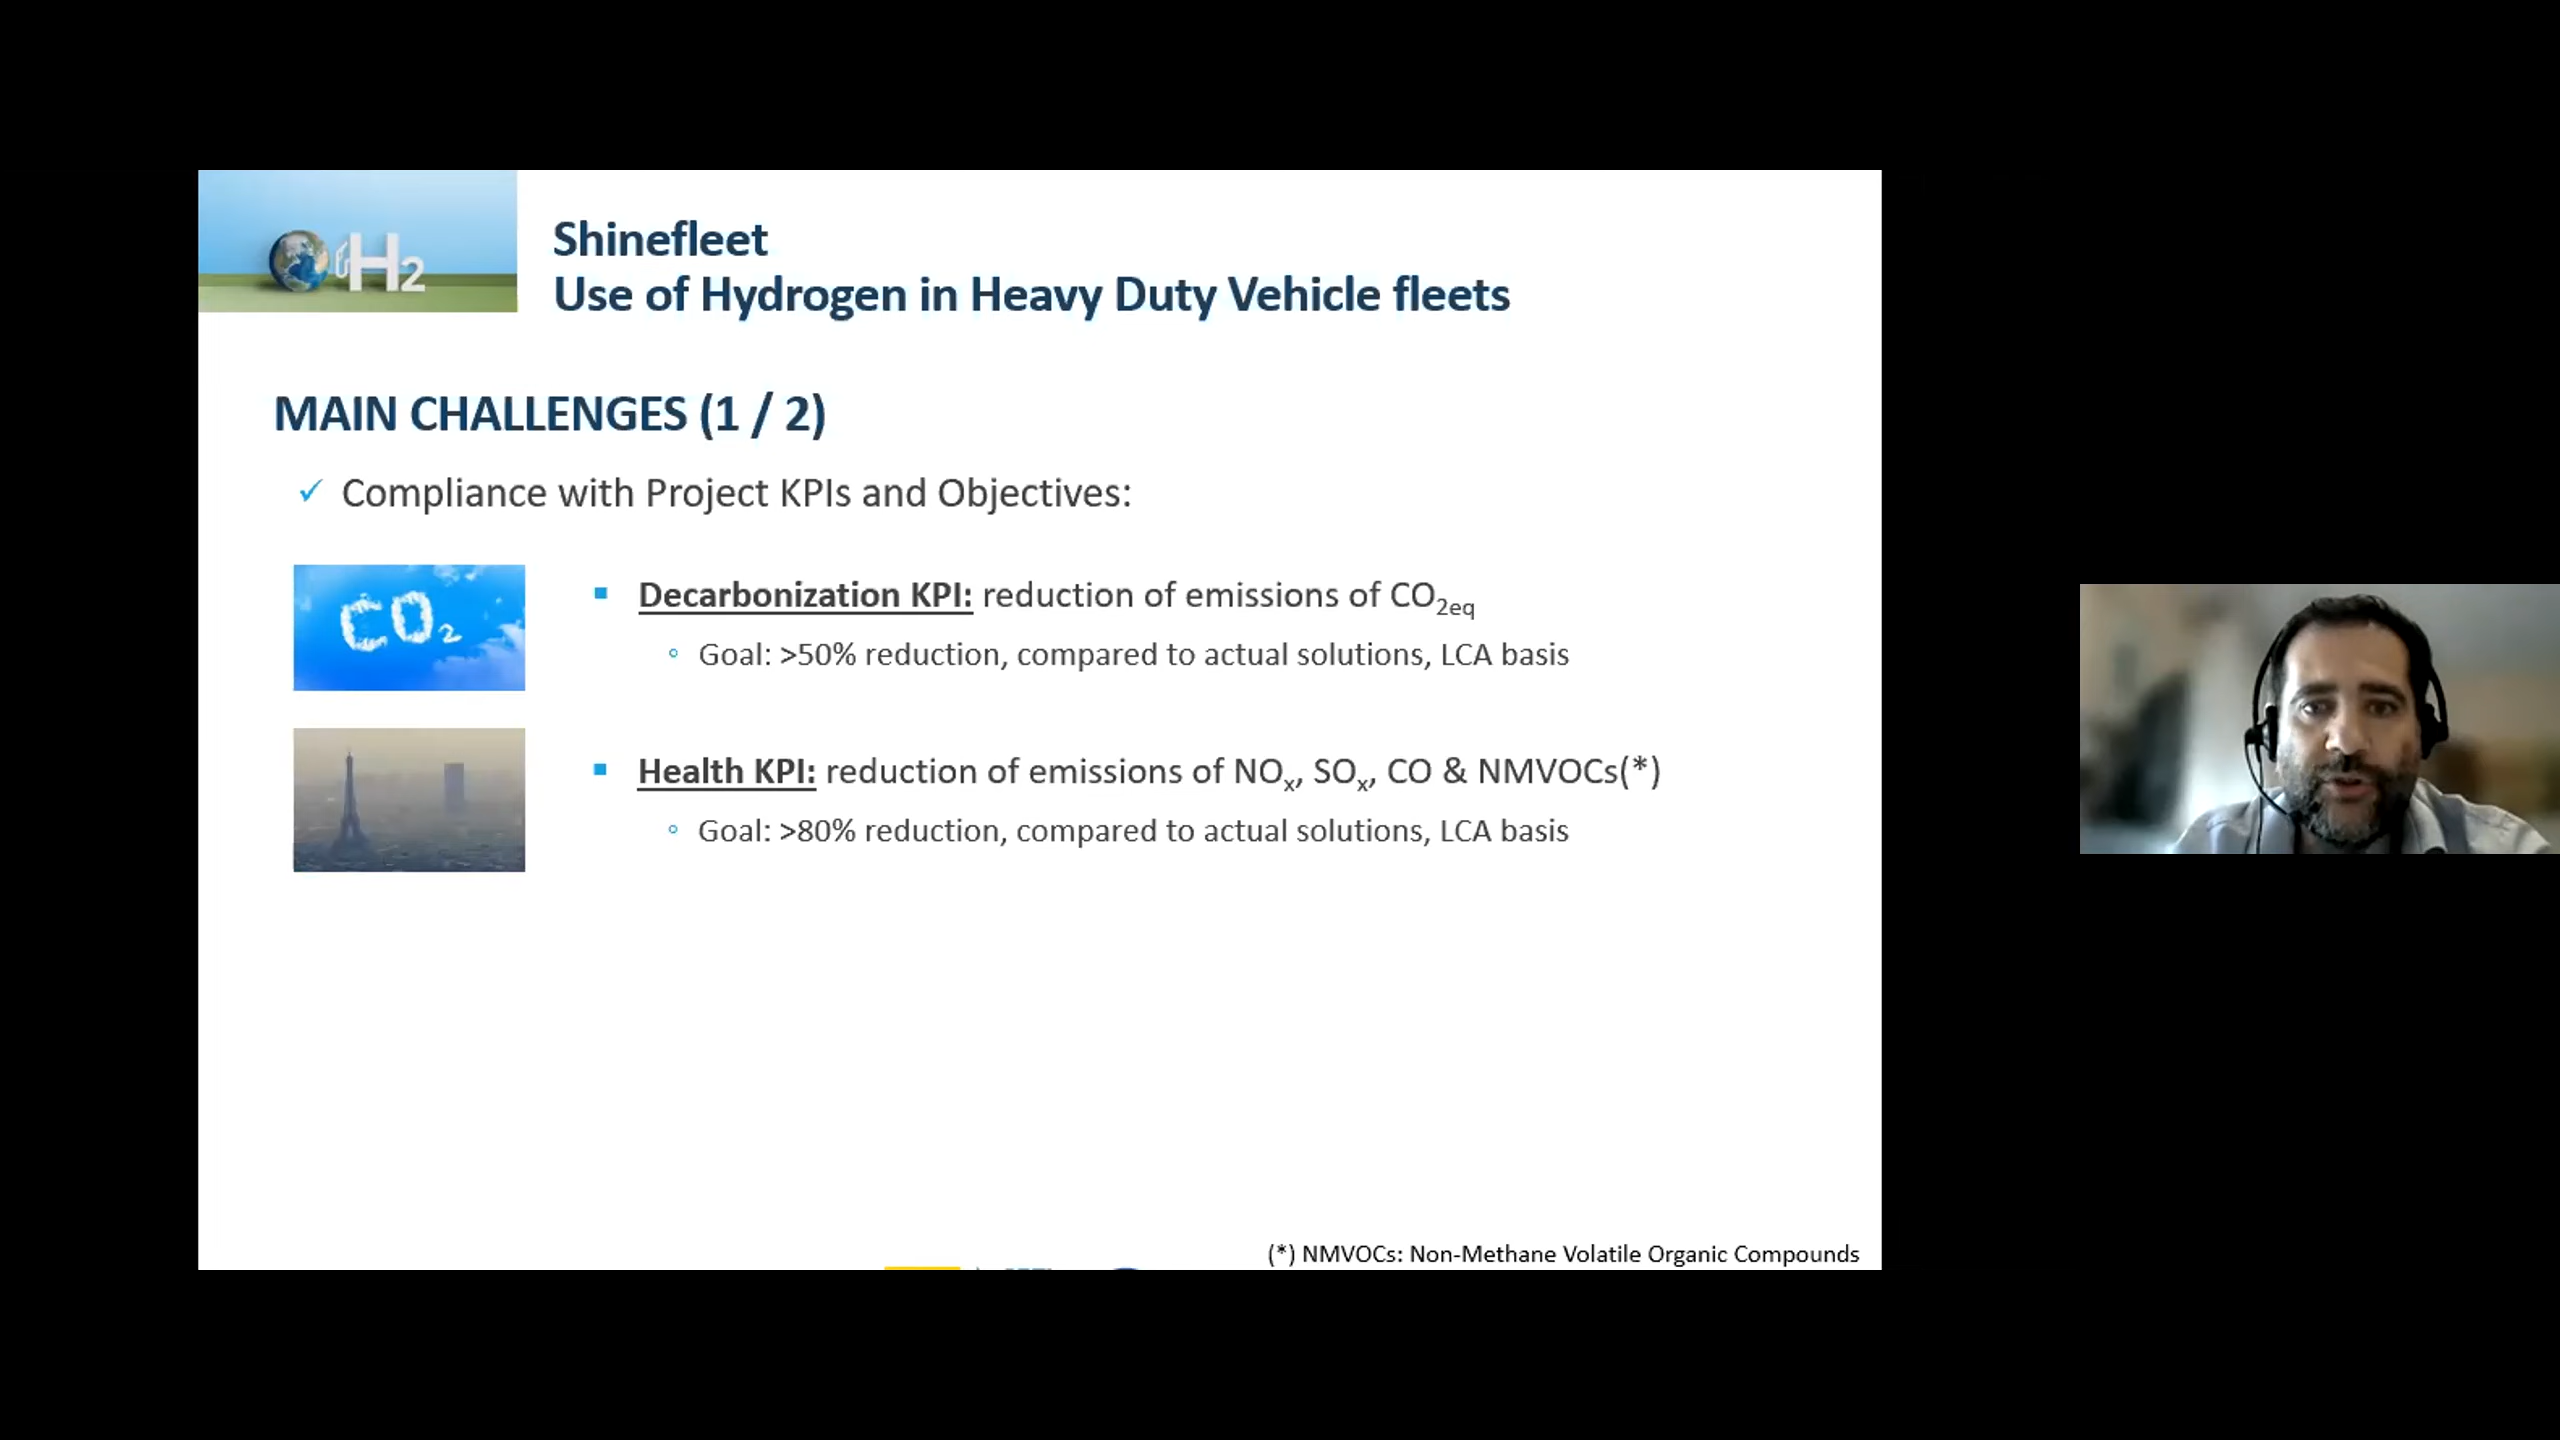 H2
Shinefleet
Use of Hydrogen in Heavy Duty Vehicle fleets
MAIN CHALLENGES (1 / 2)
✓ Compliance with Project KPIs and Objectives:
CO2
▪ Decarbonization KPI: reduction of emissions of CO2eq
◦ Goal: >50% reduction, compared to actual solutions, LCA basis
▪ Health KPI: reduction of emissions of NOx, SOx, CO & NMVOCs(*)
◦ Goal: >80% reduction, compared to actual solutions, LCA basis
(*) NMVOCs: Non-Methane Volatile Organic Compounds